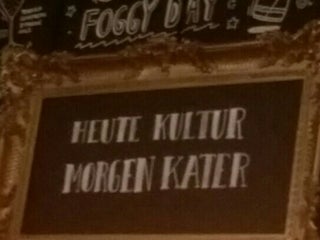 FOGGY DAY
HEUTE KULTUR
MORGEN KATER